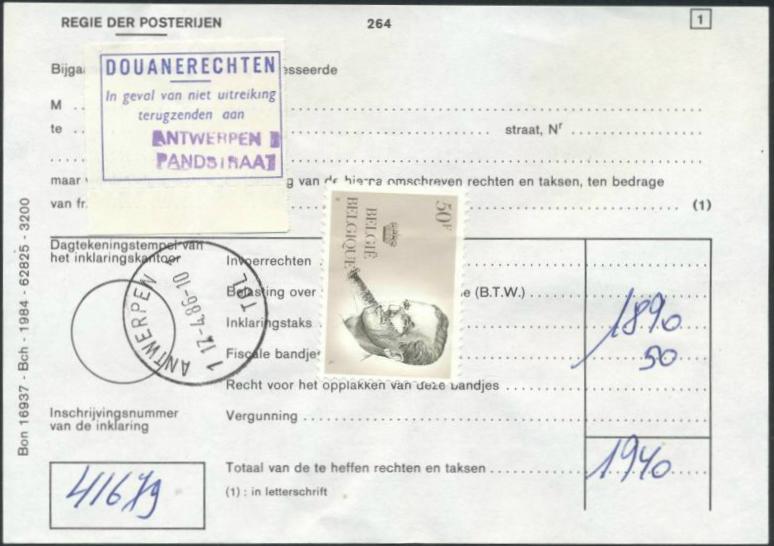 REGIE DER POSTERIJEN 264 1
Bijga esseerde
DOUANERECHTEN
In geval van niet uitreiking
terugzenden aan
ANTWERPEN
PANDSTRAAT
M
te straat, Nr
maar van de hierna omschreven rechten en taksen, ten bedrage
van fr. (1)
Dagtekeningstempel van
het inklaringskantoor
ANTWERPEN 1
12-4.86-10
TOL
50F
BELGIË
BELGIQUE
Invoerrechten
Belasting over e (B.T.W.) 1890
Inklaringstaks
Fiscale bandje 50
Recht voor het opplakken van deze bandjes
Vergunning
Inschrijvingsnummer
van de inklaring
41679
Totaal van de te heffen rechten en taksen 1940
(1) : in letterschrift
Bon 16937 - Bch - 1984 - 62825 - 3200